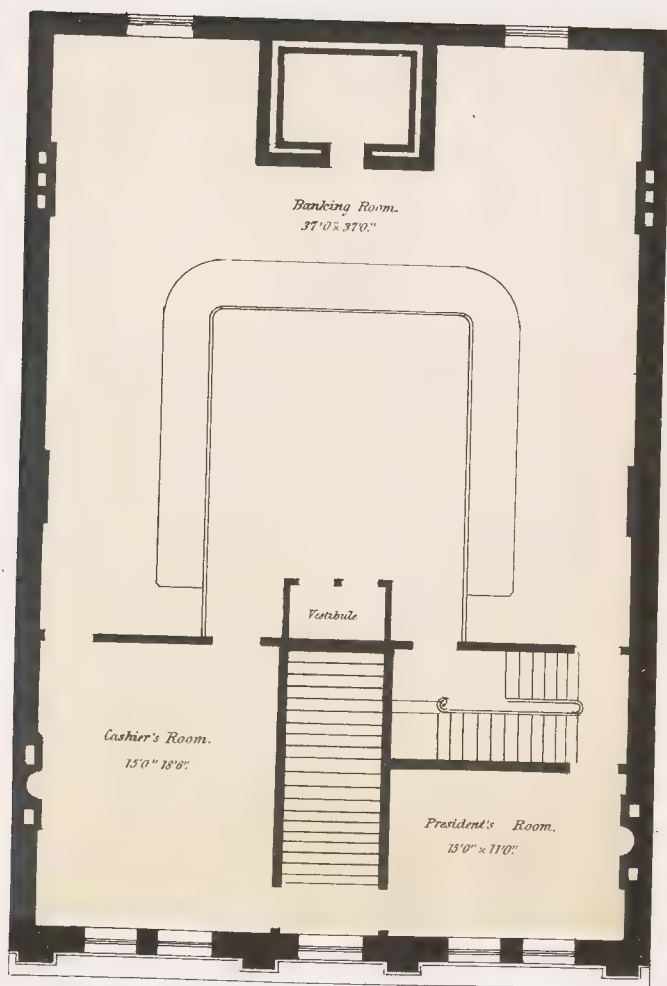 Banking Room.
37'0" x 37'0."
Vestibule
Cashier's Room.
15'0" 18'6".
President's Room.
15'0" × 11'0."